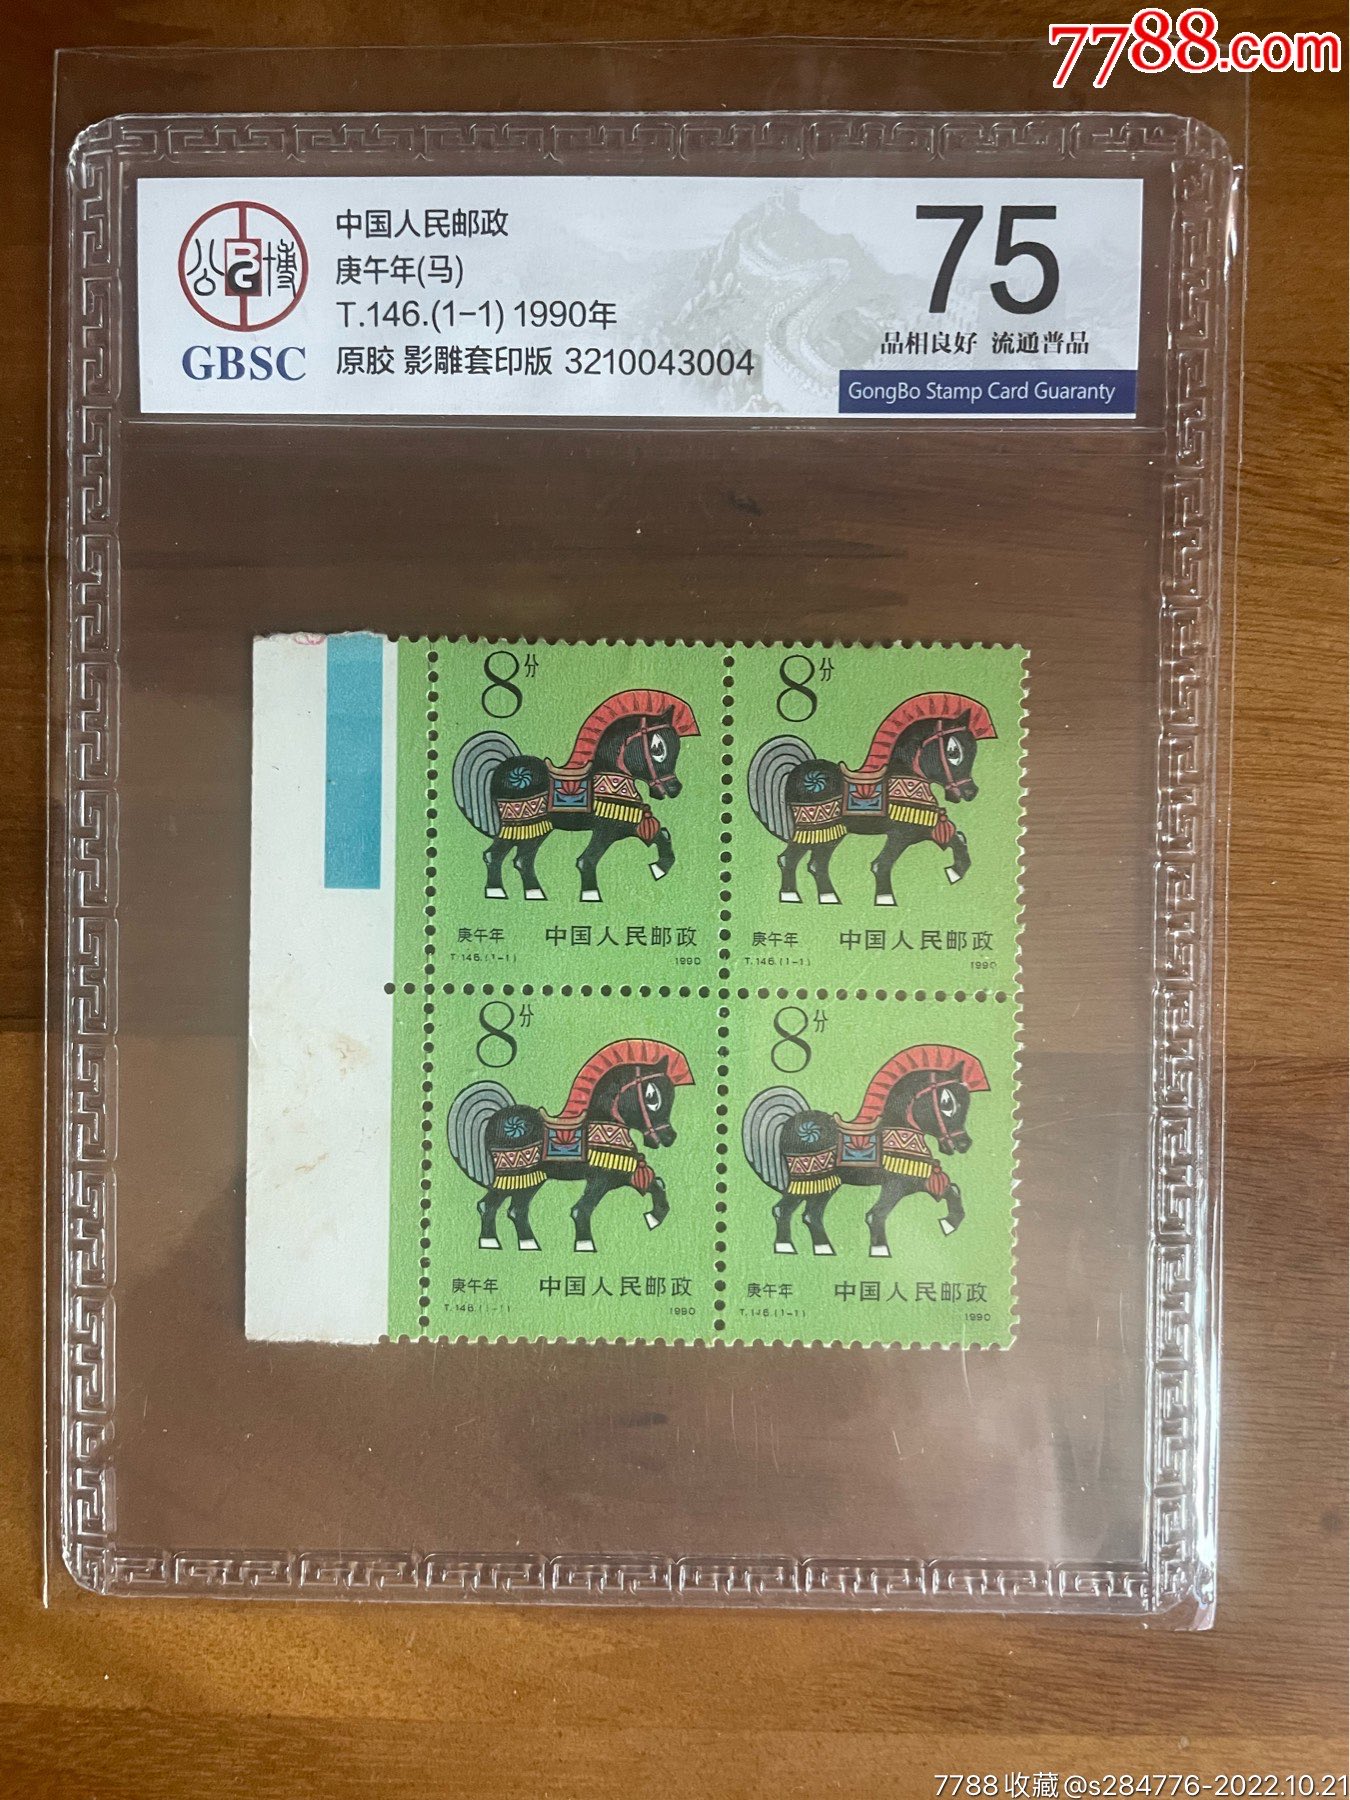 7788.com
公博
BG
GBSC
中国人民邮政
庚午年(马)
T.146.(1-1) 1990年
原胶 影雕套印版 3210043004
75
品相良好 流通普品
GongBo Stamp Card Guaranty
8分
庚午年 中国人民邮政
T.146.(1-1) 1990
8分
庚午年 中国人民邮政
T.146.(1-1) 1990
8分
庚午年 中国人民邮政
T.146.(1-1) 1990
8分
庚午年 中国人民邮政
T.146.(1-1) 1990
7788收藏@s284776-2022.10.21